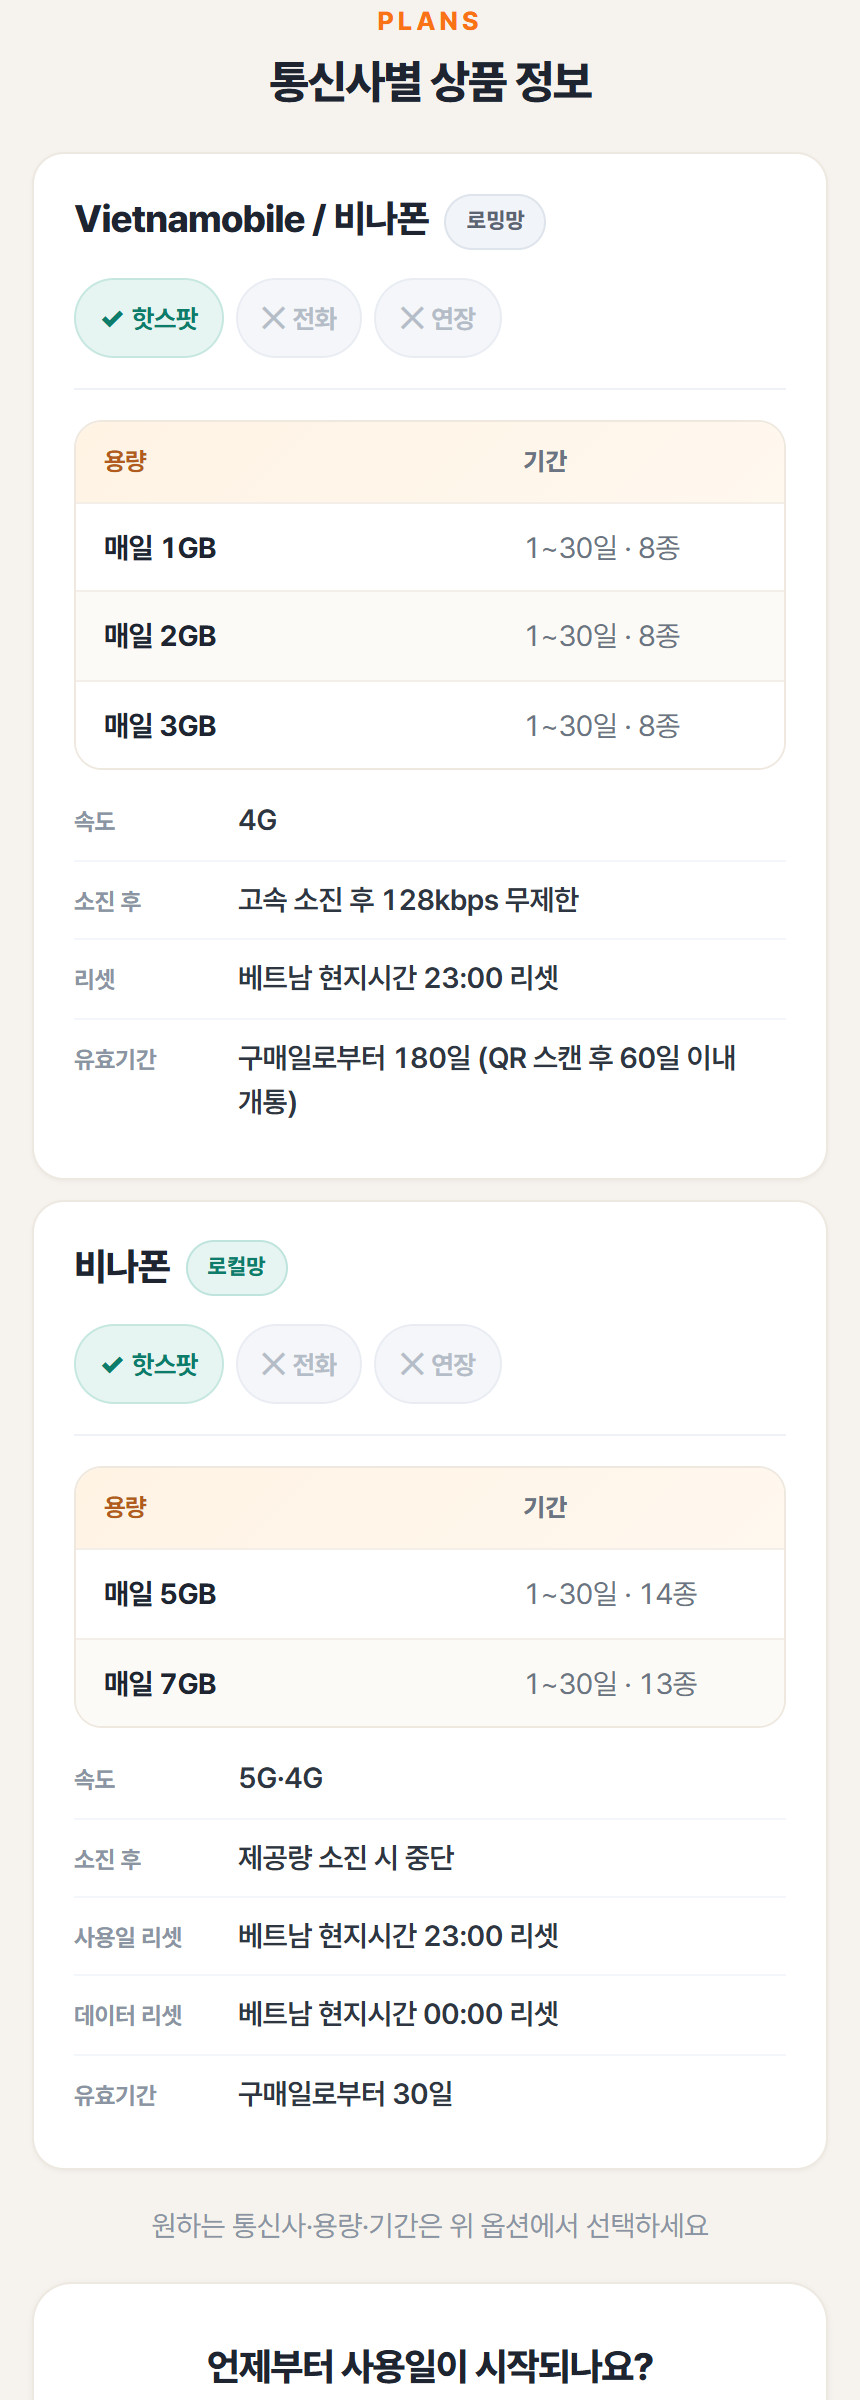 PLANS
통신사별 상품 정보
Vietnamobile / 비나폰 로밍망
✓ 핫스팟 ✕ 전화 ✕ 연장
용량 기간
매일 1GB 1~30일 · 8종
매일 2GB 1~30일 · 8종
매일 3GB 1~30일 · 8종
속도 4G
소진 후 고속 소진 후 128kbps 무제한
리셋 베트남 현지시간 23:00 리셋
유효기간 구매일로부터 180일 (QR 스캔 후 60일 이내
개통)
비나폰 로컬망
✓ 핫스팟 ✕ 전화 ✕ 연장
용량 기간
매일 5GB 1~30일 · 14종
매일 7GB 1~30일 · 13종
속도 5G·4G
소진 후 제공량 소진 시 중단
사용일 리셋 베트남 현지시간 23:00 리셋
데이터 리셋 베트남 현지시간 00:00 리셋
유효기간 구매일로부터 30일
원하는 통신사·용량·기간은 위 옵션에서 선택하세요
언제부터 사용일이 시작되나요?